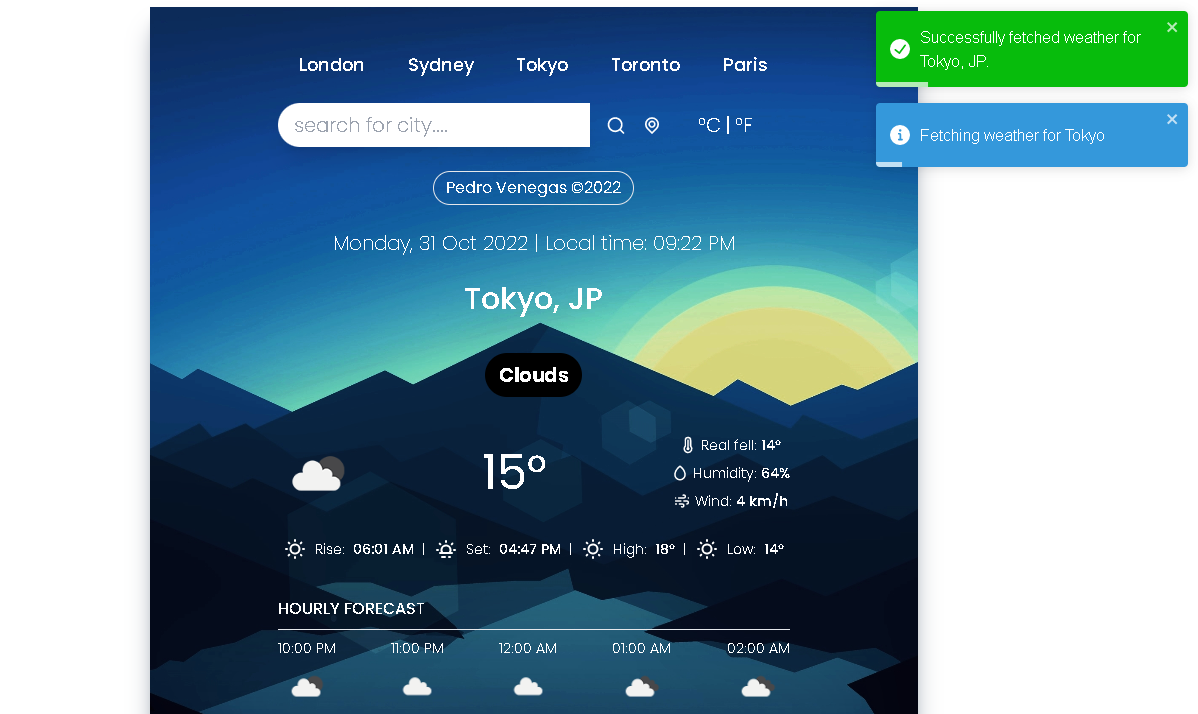 London Sydney Tokyo Toronto Paris
search for city....
°C | °F
Pedro Venegas ©2022
Monday, 31 Oct 2022 | Local time: 09:22 PM
Tokyo, JP
Clouds
15°
Real fell: 14°
Humidity: 64%
Wind: 4 km/h
Rise: 06:01 AM | Set: 04:47 PM | High: 18° | Low: 14°
HOURLY FORECAST
10:00 PM 11:00 PM 12:00 AM 01:00 AM 02:00 AM
Successfully fetched weather for
Tokyo, JP.
Fetching weather for Tokyo